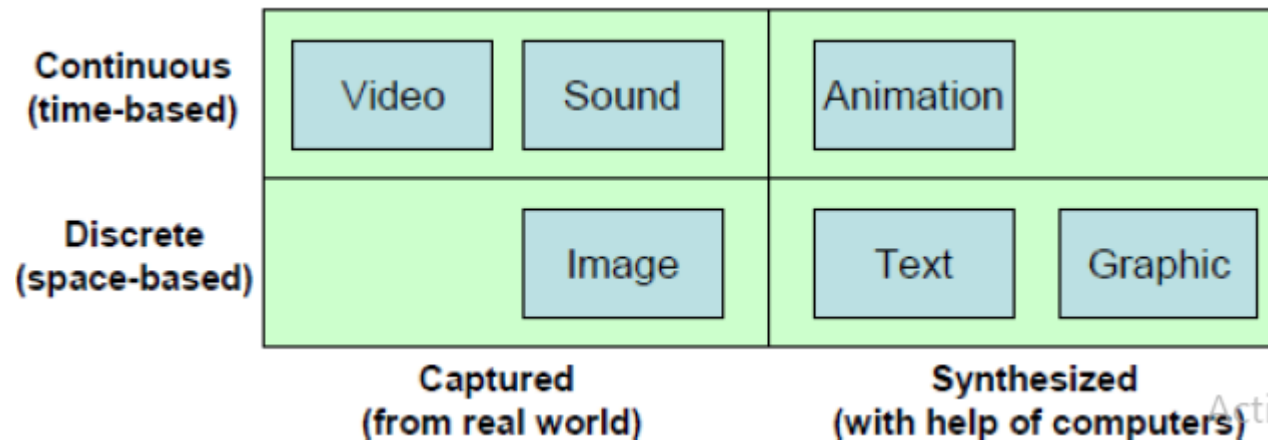 Continuous
(time-based)
Video
Sound
Animation
Discrete
(space-based)
Image
Text
Graphic
Captured
(from real world)
Synthesized
(with help of computers)
Acti